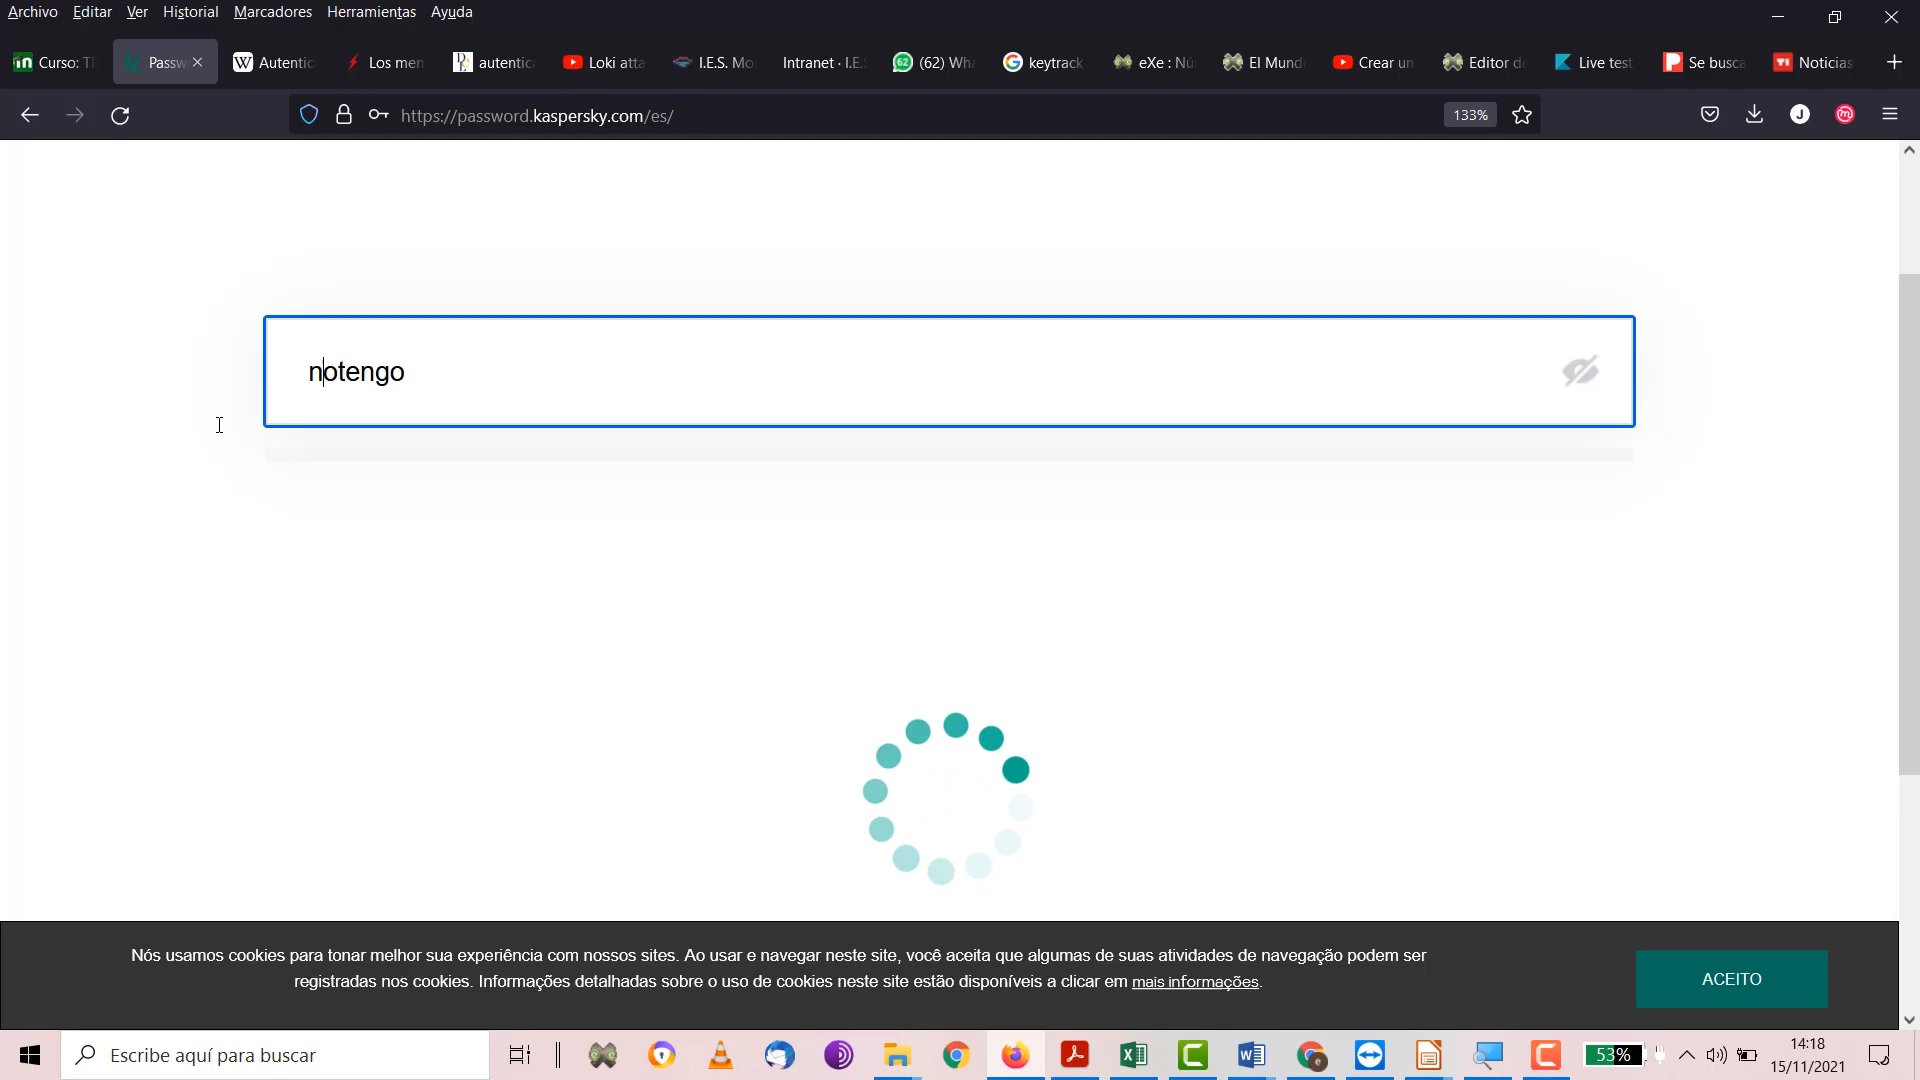 Archivo Editar Ver Historial Marcadores Herramientas Ayuda
Curso: T Passw Autentic Los men autentica Loki atta I.E.S. Mo Intranet · I.E. (62) Wha keytrack eXe : Nú El Mund Crear un Editor de Live test Se busca Noticias
https://password.kaspersky.com/es/ 133% J
notengo
Nós usamos cookies para tonar melhor sua experiência com nossos sites. Ao usar e navegar neste site, você aceita que algumas de suas atividades de navegação podem ser
registradas nos cookies. Informações detalhadas sobre o uso de cookies neste site estão disponíveis a clicar em mais informações.
ACEITO
Escribe aquí para buscar
53%
14:18
15/11/2021